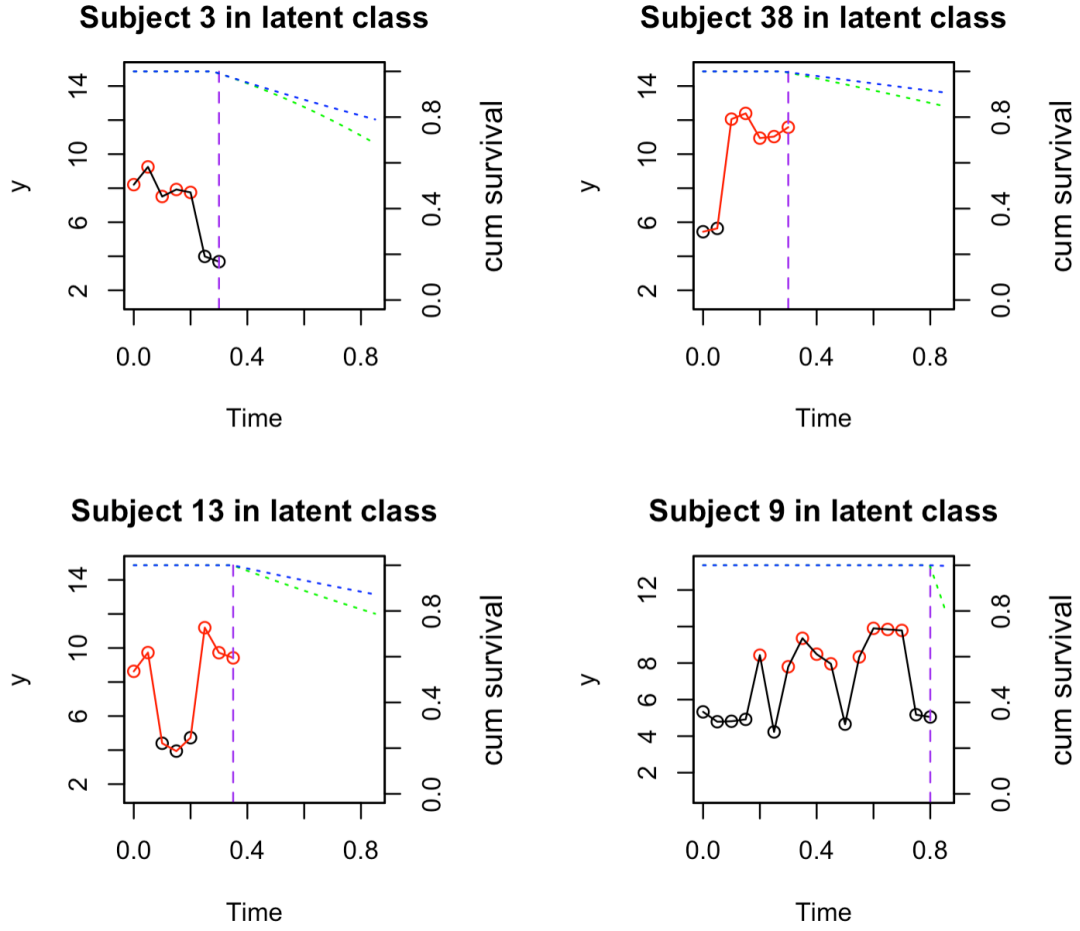 Subject 3 in latent class
y
2 6 10 14
0.0 0.4 0.8
cum survival
0.0 0.4 0.8
Time
Subject 38 in latent class
y
2 6 10 14
0.0 0.4 0.8
cum survival
0.0 0.4 0.8
Time
Subject 13 in latent class
y
2 6 10 14
0.0 0.4 0.8
cum survival
0.0 0.4 0.8
Time
Subject 9 in latent class
y
2 4 6 8 12
0.0 0.4 0.8
cum survival
0.0 0.4 0.8
Time